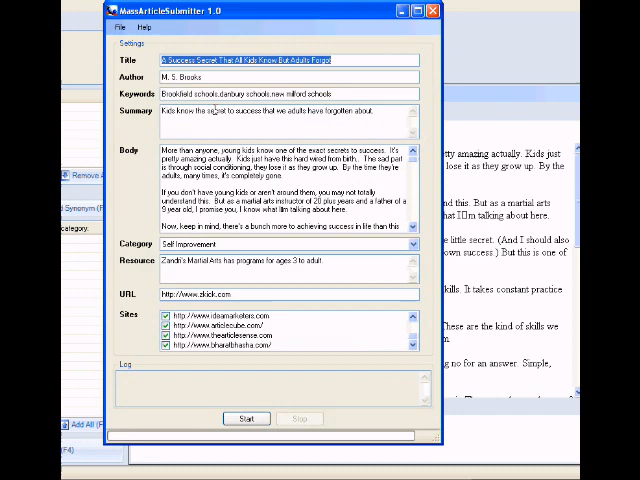 MassArticleSubmitter 1.0
File Help
Settings
Title A Success Secret That All Kids Know But Adults Forgot
Author M. S. Brooks
Keywords Brookfield schools,danbury schools,new milford schools
Summary Kids know the secret to success that we adults have forgotten about.
Body More than anyone, young kids know one of the exact secrets to success. It's
pretty amazing actually. Kids just have this hard wired from birth. The sad part
is through social conditioning, they lose it as they grow up. By the time they're
adults, many times, it's completely gone.
If you don't have young kids or aren't around them, you may not totally
understand this. But as a martial arts instructor of 20 plus years and a father of a
9 year old, I promise you, I know what I□m talking about here.
Now, keep in mind, there's a bunch more to achieving success in life than this
Category Self Improvement
Resource Zandri's Martial Arts has programs for ages 3 to adult.
URL http://www.zkick.com
Sites http://www.ideamarketers.com
http://www.articlecube.com/
http://www.thearticlesense.com
http://www.bharatbhasha.com/
Log
Start Stop
Remove A
d Synonym (F
category:
Add All (F
(F4)
tty amazing actually. Kids just
lose it as they grow up. By the
nd this. But as a martial arts
hat I□m talking about here.
e little secret. (And I should also
own success.) But this is one of
kills. It takes constant practice
These are the kind of skills we
m.
g no for an answer. Simple,